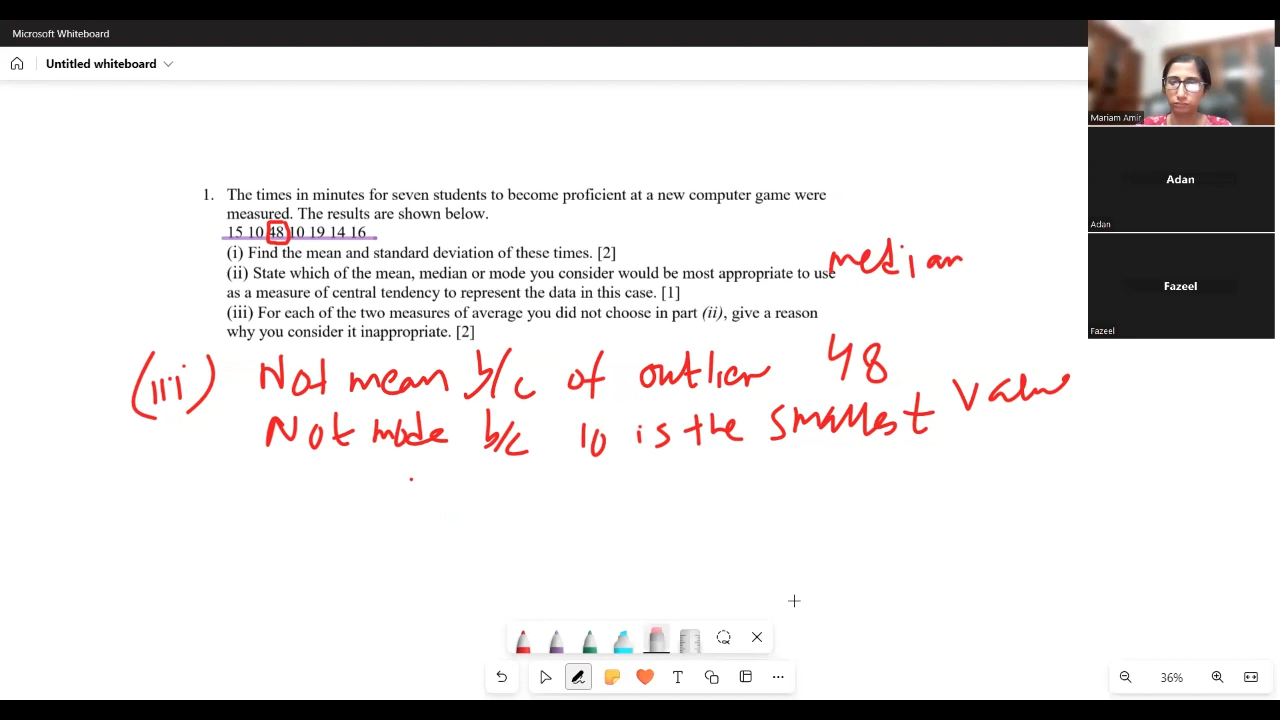 Microsoft Whiteboard
Untitled whiteboard
Mariam Amir
Adan
Adan
Fazeel
Fazeel
1. The times in minutes for seven students to become proficient at a new computer game were
measured. The results are shown below.
15 10 48 10 19 14 16
(i) Find the mean and standard deviation of these times. [2]
(ii) State which of the mean, median or mode you consider would be most appropriate to use
as a measure of central tendency to represent the data in this case. [1]
(iii) For each of the two measures of average you did not choose in part (ii), give a reason
why you consider it inappropriate. [2]
median
(iii) Not mean b/c of outlier 48
Not mode b/c 10 is the smallest value
T
36%